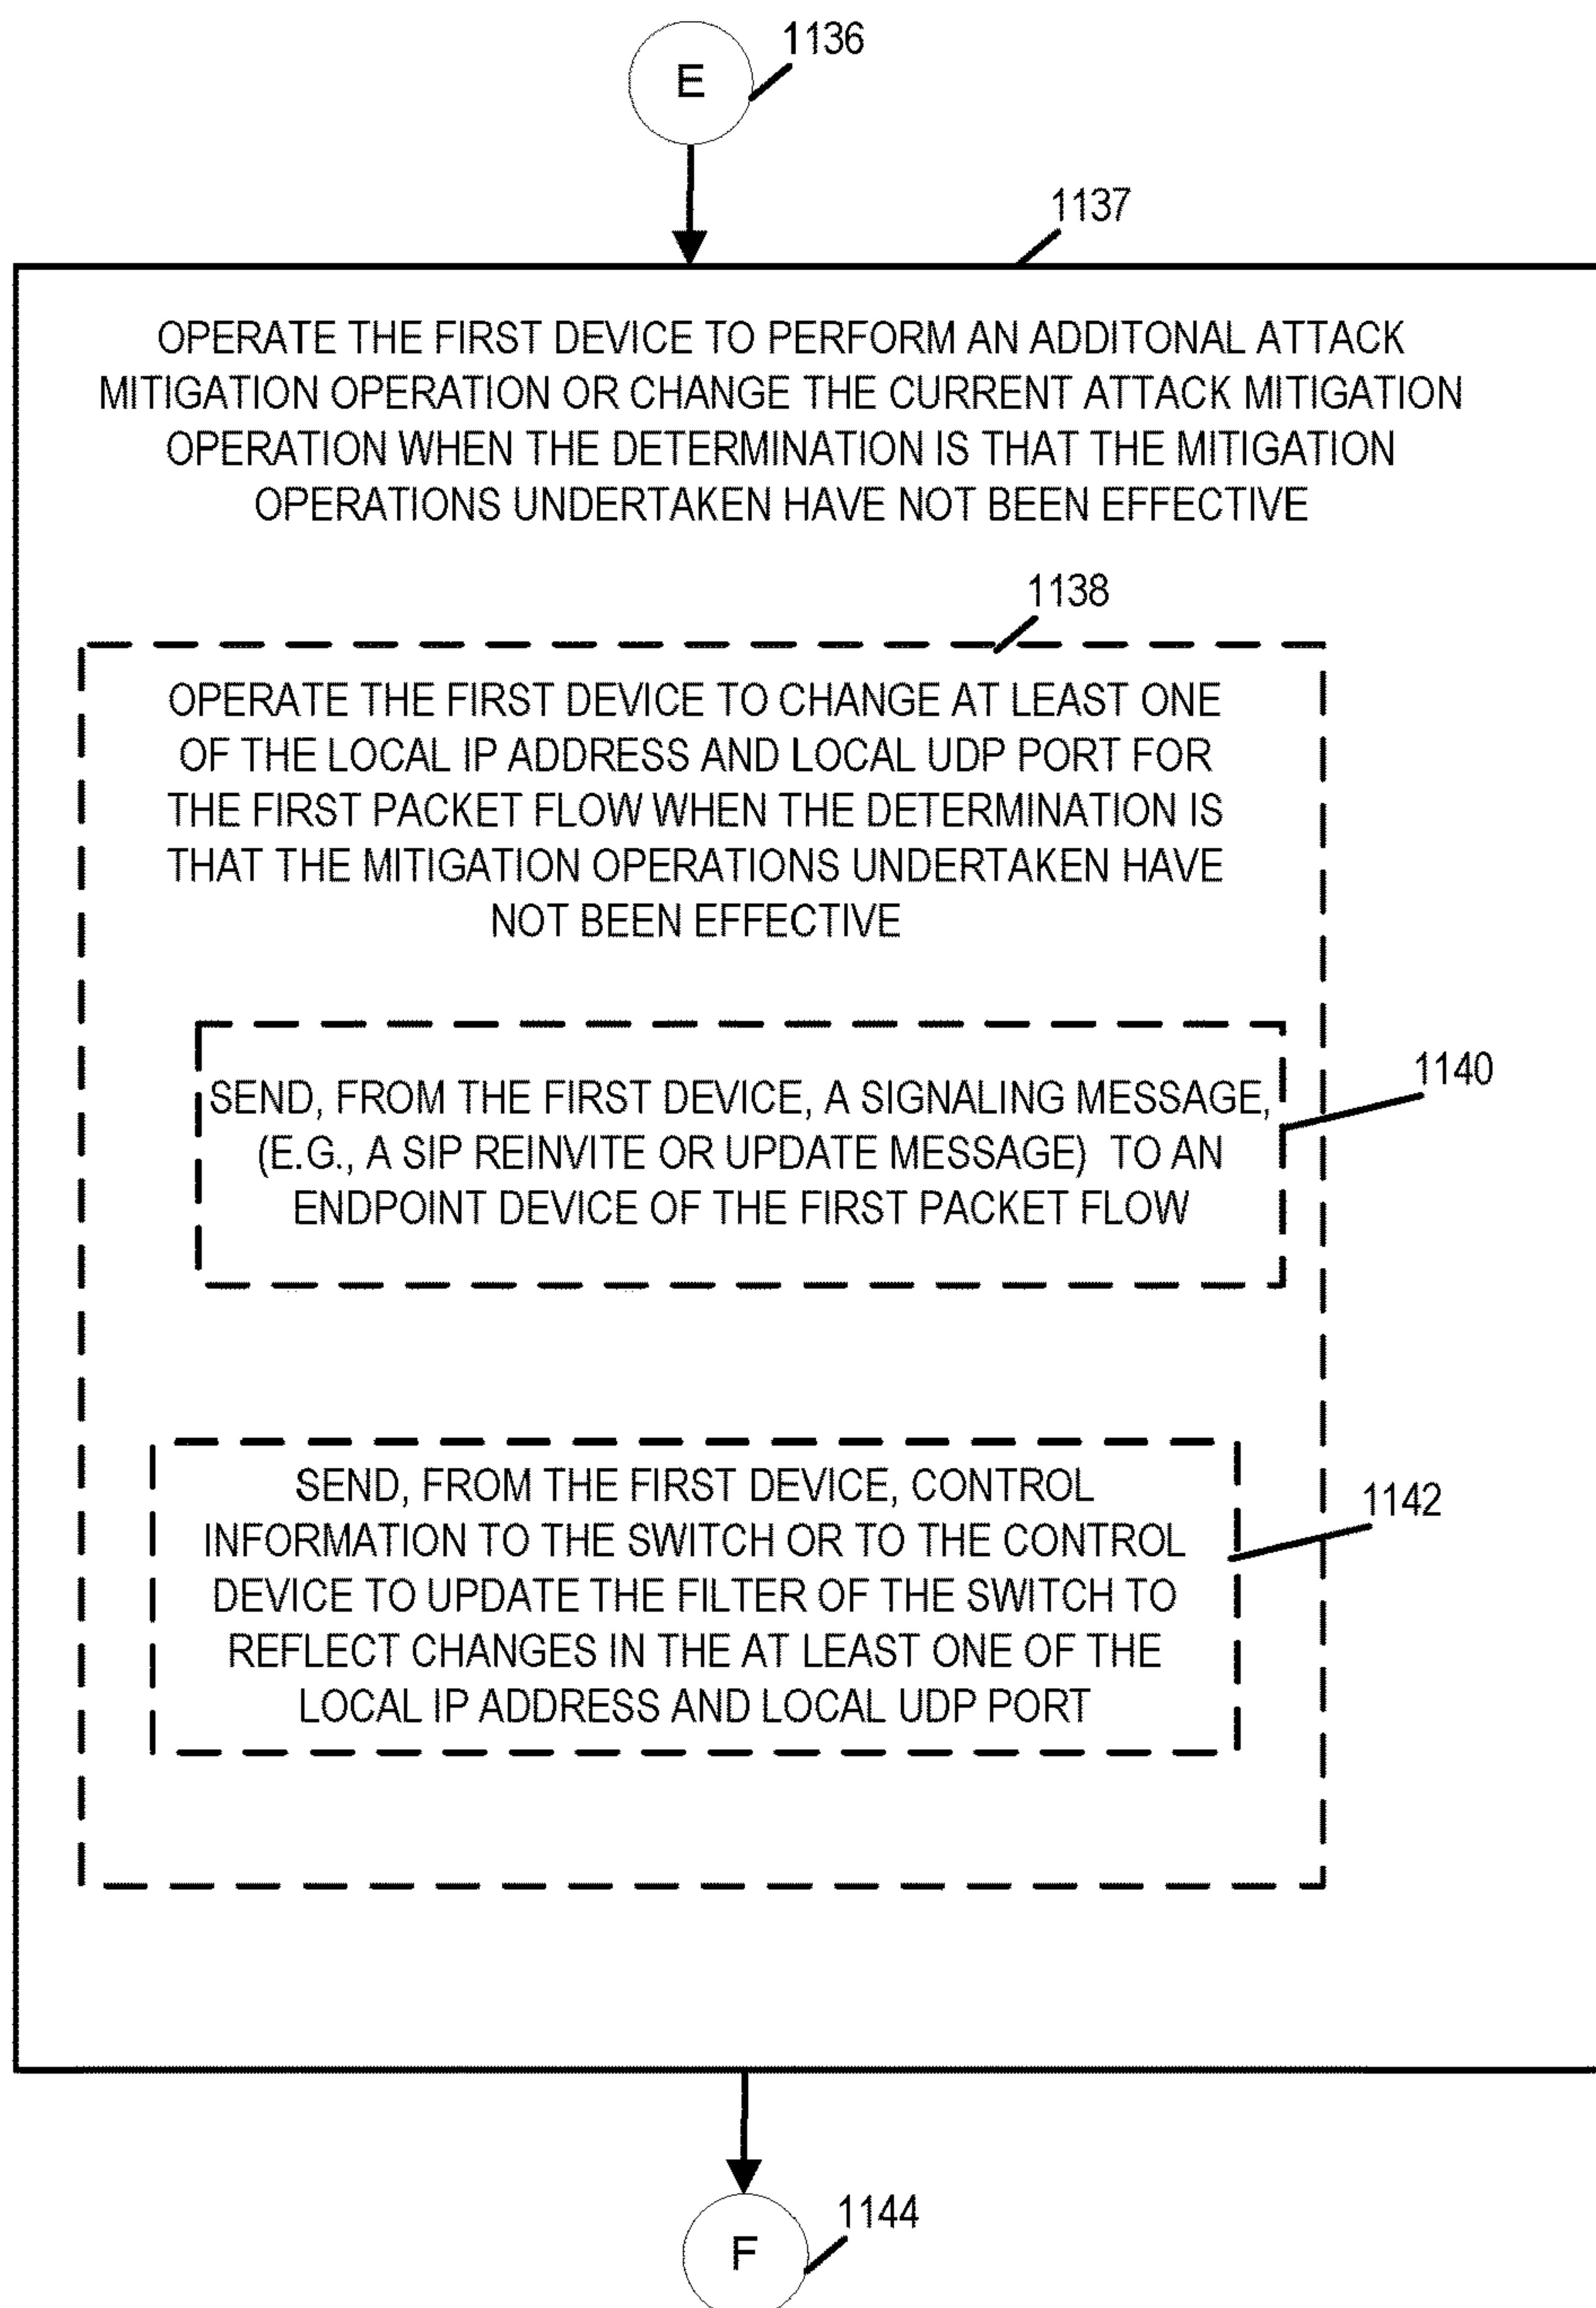 E
1136
1137
OPERATE THE FIRST DEVICE TO PERFORM AN ADDITONAL ATTACK
MITIGATION OPERATION OR CHANGE THE CURRENT ATTACK MITIGATION
OPERATION WHEN THE DETERMINATION IS THAT THE MITIGATION
OPERATIONS UNDERTAKEN HAVE NOT BEEN EFFECTIVE
1138
OPERATE THE FIRST DEVICE TO CHANGE AT LEAST ONE
OF THE LOCAL IP ADDRESS AND LOCAL UDP PORT FOR
THE FIRST PACKET FLOW WHEN THE DETERMINATION IS
THAT THE MITIGATION OPERATIONS UNDERTAKEN HAVE
NOT BEEN EFFECTIVE
1140
SEND, FROM THE FIRST DEVICE, A SIGNALING MESSAGE,
(E.G., A SIP REINVITE OR UPDATE MESSAGE) TO AN
ENDPOINT DEVICE OF THE FIRST PACKET FLOW
1142
SEND, FROM THE FIRST DEVICE, CONTROL
INFORMATION TO THE SWITCH OR TO THE CONTROL
DEVICE TO UPDATE THE FILTER OF THE SWITCH TO
REFLECT CHANGES IN THE AT LEAST ONE OF THE
LOCAL IP ADDRESS AND LOCAL UDP PORT
1144
F